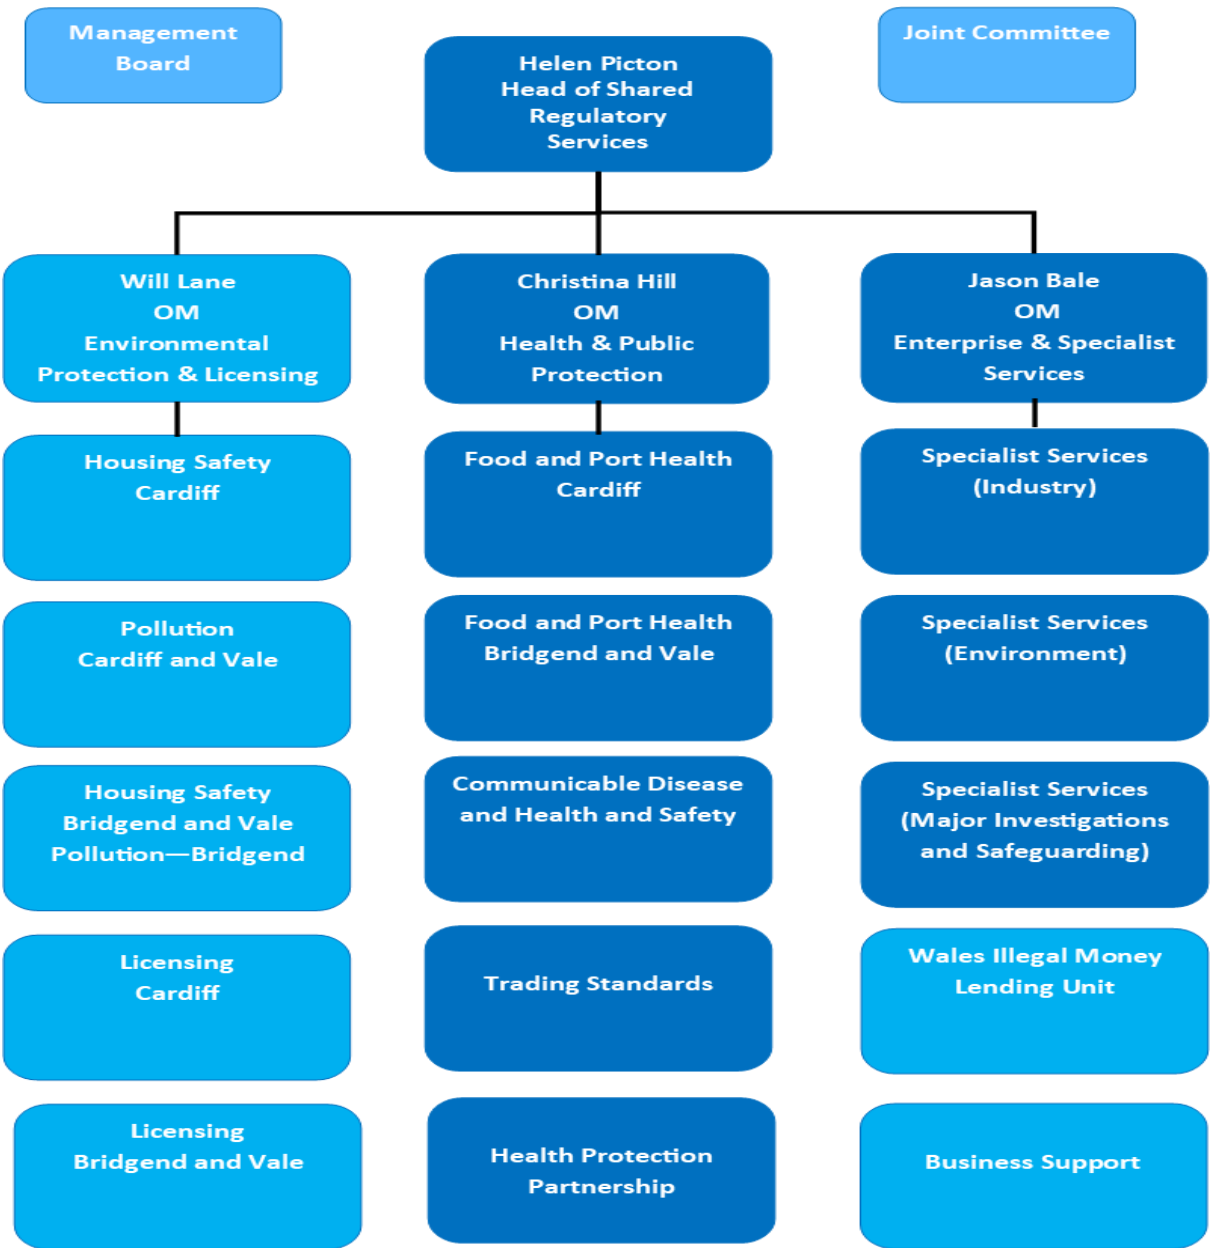 Management
Board
Joint Committee
Helen Picton
Head of Shared
Regulatory
Services
Will Lane
OM
Environmental
Protection & Licensing
Christina Hill
OM
Health & Public
Protection
Jason Bale
OM
Enterprise & Specialist
Services
Housing Safety
Cardiff
Food and Port Health
Cardiff
Specialist Services
(Industry)
Pollution
Cardiff and Vale
Food and Port Health
Bridgend and Vale
Specialist Services
(Environment)
Housing Safety
Bridgend and Vale
Pollution—Bridgend
Communicable Disease
and Health and Safety
Specialist Services
(Major Investigations
and Safeguarding)
Licensing
Cardiff
Trading Standards
Wales Illegal Money
Lending Unit
Licensing
Bridgend and Vale
Health Protection
Partnership
Business Support